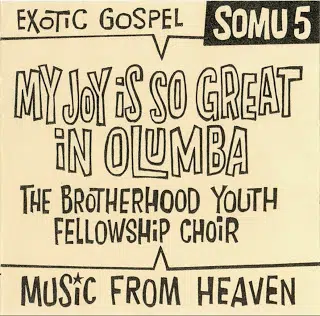 EXOTIC GOSPEL
SOMU 5
MY JOY iS SO GREAT
iN OLUMBA
THE BROTHERHOOD YOUTH
FELLOWSHiP CHOiR
MUSiC FROM HEAVEN